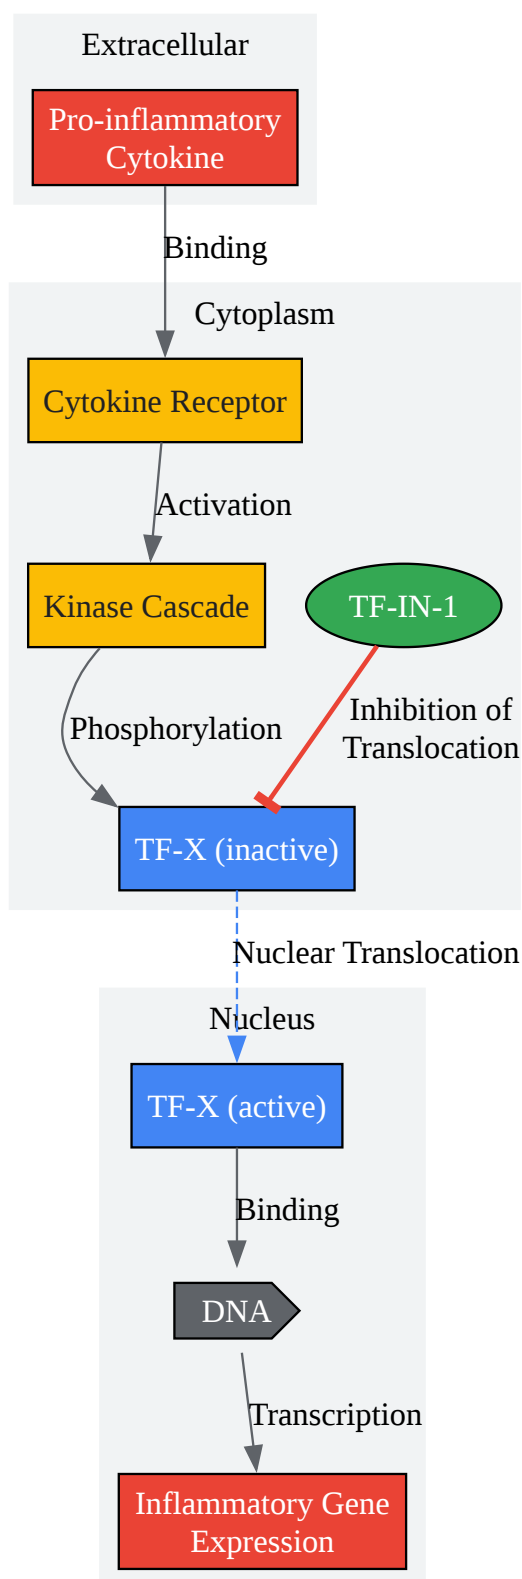 Extracellular
Pro-inflammatory
Cytokine
Binding
Cytoplasm
Cytokine Receptor
Activation
Kinase Cascade
TF-IN-1
Inhibition of
Translocation
Phosphorylation
TF-X (inactive)
Nuclear Translocation
Nucleus
TF-X (active)
Binding
DNA
Transcription
Inflammatory Gene
Expression